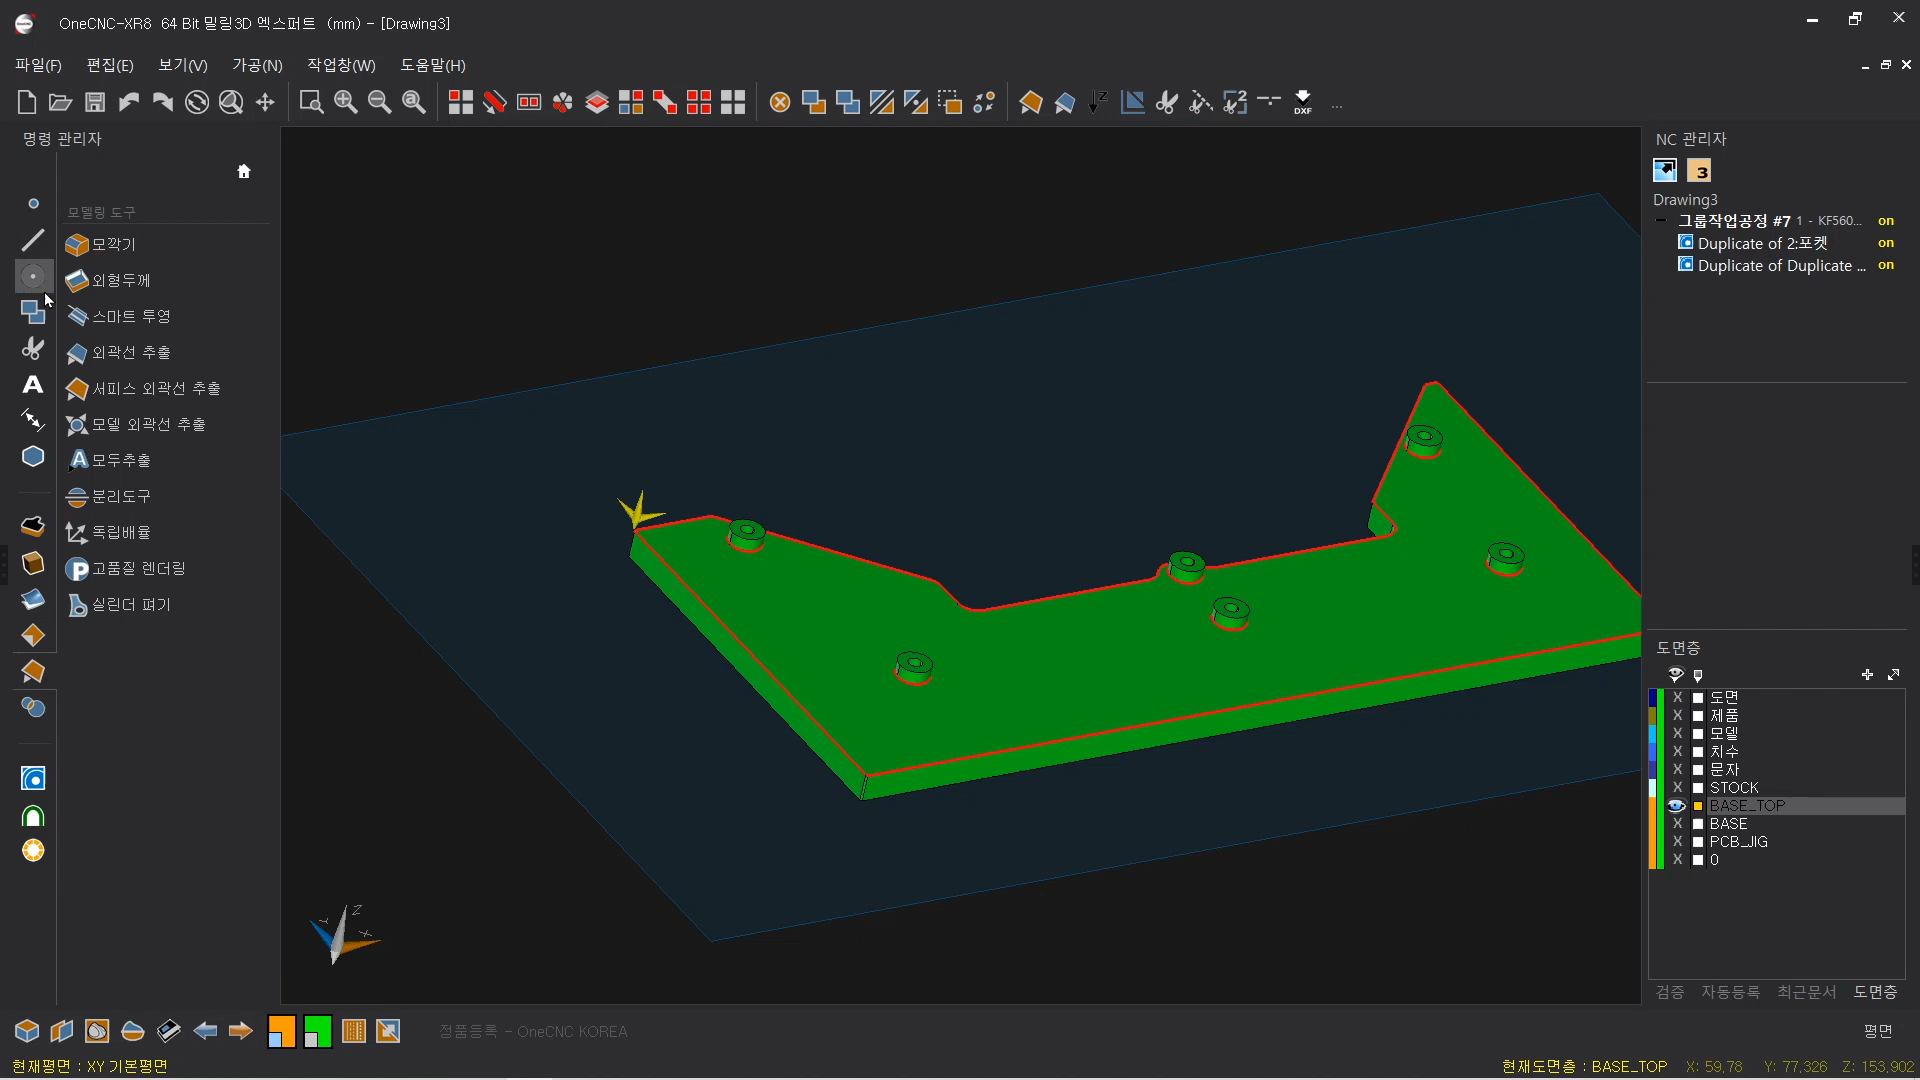 OneCNC-XR8 64 Bit 밀링3D 엑스퍼트 (mm) - [Drawing3]
파일(F) 편집(E) 보기(V) 가공(N) 작업창(W) 도움말(H)
DXF ...
명령 관리자
모델링 도구
모깍기
외형두께
스마트 투영
외곽선 추출
서피스 외곽선 추출
모델 외곽선 추출
모두추출
분리도구
독립배율
고품질 렌더링
실린더 펴기
Z
Y
X
NC 관리자
3
Drawing3
그룹작업공정 #7 1 - KF560... on
Duplicate of 2:포켓 on
Duplicate of Duplicate ... on
도면층
X 도면
X 제품
X 모델
X 치수
X 문자
X STOCK
BASE_TOP
X BASE
X PCB_JIG
X 0
검증 자동등록 최근문서 도면층
정품등록 - OneCNC KOREA
평면
현재평면 : XY 기본평면
현재도면층 : BASE_TOP X: 59,78 Y: 77,326 Z: 153,902